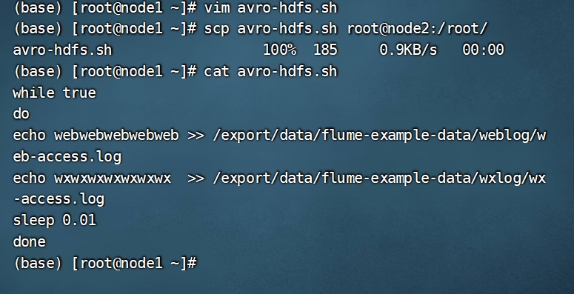 (base) [root@node1 ~]# vim avro-hdfs.sh
(base) [root@node1 ~]# scp avro-hdfs.sh root@node2:/root/
avro-hdfs.sh                  100%  185     0.9KB/s   00:00
(base) [root@node1 ~]# cat avro-hdfs.sh
while true
do
echo webwebwebwebweb >> /export/data/flume-example-data/weblog/w
eb-access.log
echo wxwxwxwxwxwxwx  >> /export/data/flume-example-data/wxlog/wx
-access.log
sleep 0.01
done
(base) [root@node1 ~]#